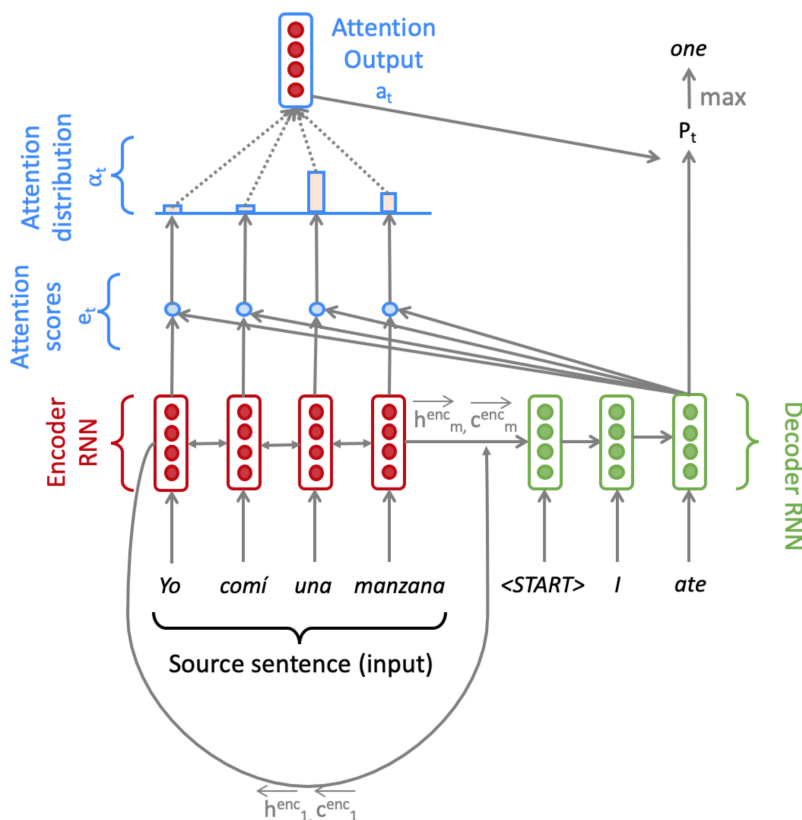 Attention
Output
a_t
one
max
P_t
Attention
distribution
α_t
Attention
scores
e_t
Encoder
RNN
h^enc_m, c^enc_m
Decoder RNN
Yo comí una manzana <START> I ate
Source sentence (input)
h^enc_1, c^enc_1